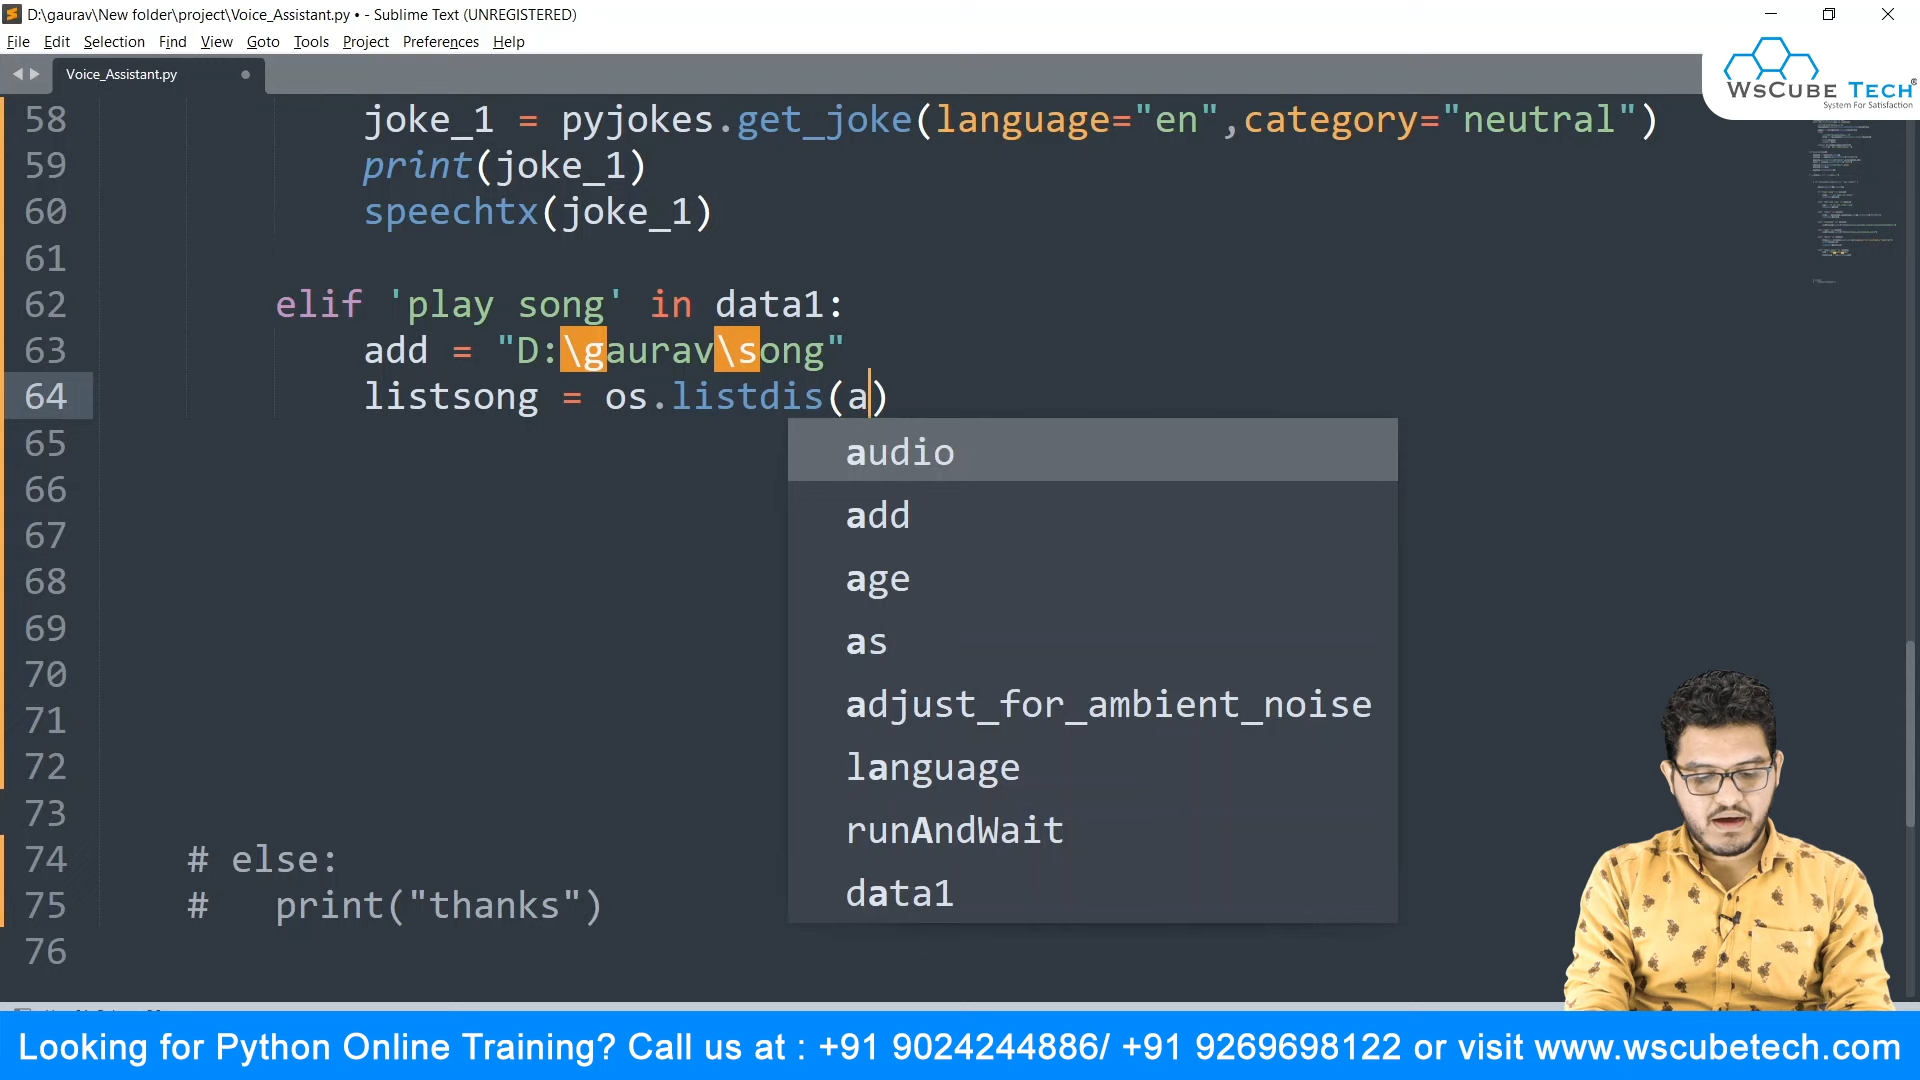 D:\gaurav\New folder\project\Voice_Assistant.py • - Sublime Text (UNREGISTERED)
File Edit Selection Find View Goto Tools Project Preferences Help
Voice_Assistant.py
WsCube Tech®
System For Satisfaction
58 joke_1 = pyjokes.get_joke(language="en",category="neutral")
59 print(joke_1)
60 speechtx(joke_1)
61
62 elif 'play song' in data1:
63 add = "D:\gaurav\song"
64 listsong = os.listdis(a)
65
audio
66
add
67
age
68
as
69
70
adjust_for_ambient_noise
71
language
72
73
runAndWait
74 # else:
data1
75 # print("thanks")
76
Looking for Python Online Training? Call us at : +91 9024244886/ +91 9269698122 or visit www.wscubetech.com